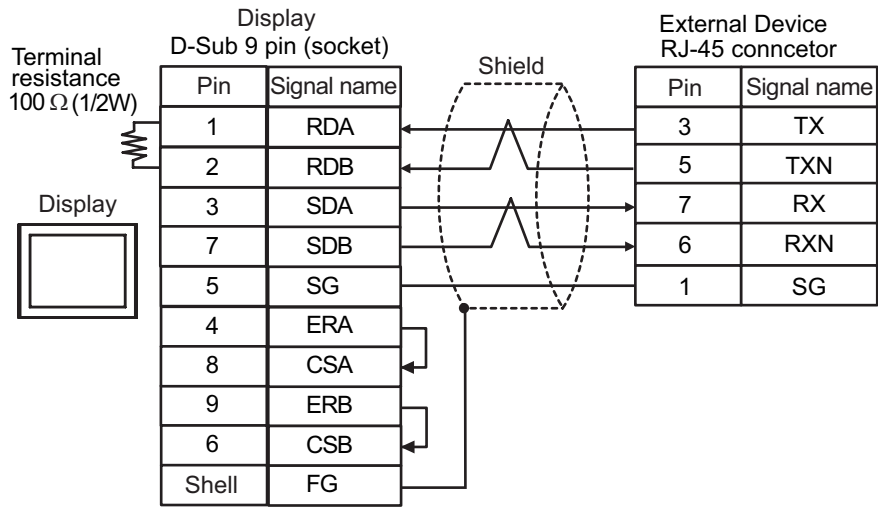 Display
D-Sub 9 pin (socket)
External Device
RJ-45 conncetor
Terminal
resistance
100 Ω (1/2W)
Shield
Pin Signal name
Pin Signal name
1 RDA
3 TX
2 RDB
5 TXN
Display
3 SDA
7 RX
7 SDB
6 RXN
5 SG
1 SG
4 ERA
8 CSA
9 ERB
6 CSB
Shell FG